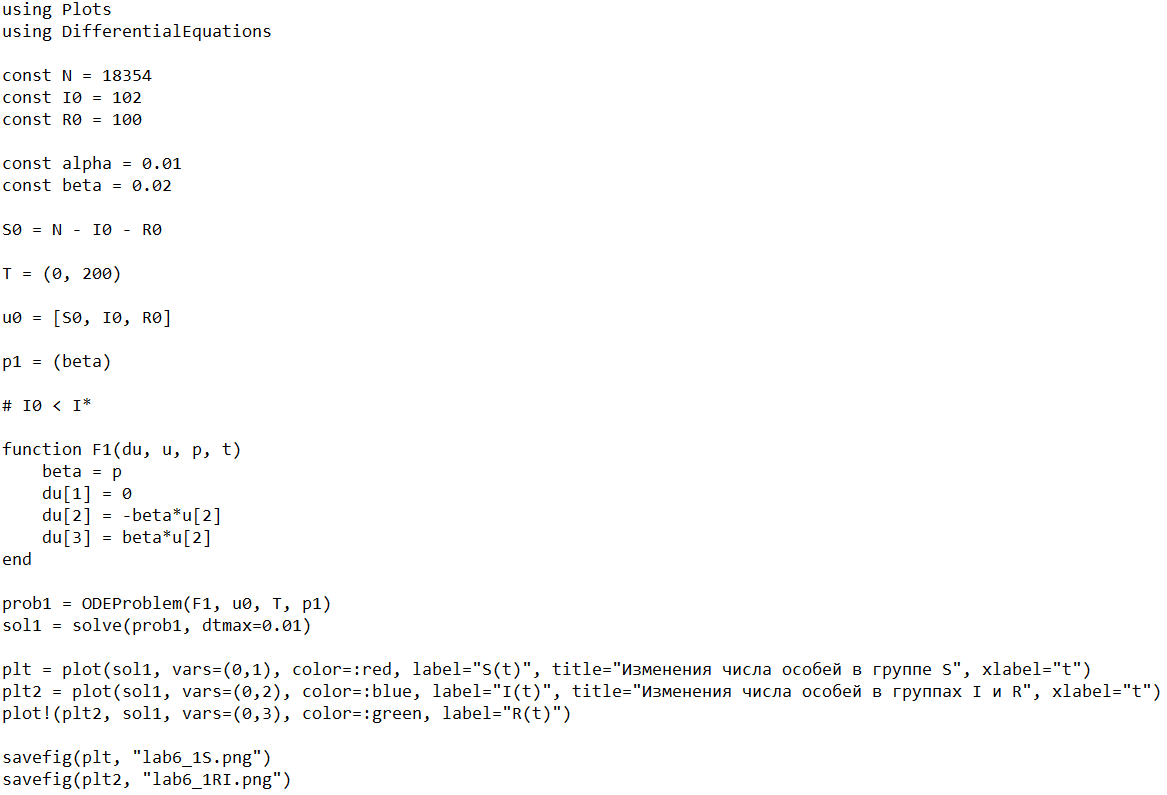 using Plots
using DifferentialEquations

const N = 18354
const I0 = 102
const R0 = 100

const alpha = 0.01
const beta = 0.02

S0 = N - I0 - R0

T = (0, 200)

u0 = [S0, I0, R0]

p1 = (beta)

# I0 < I*

function F1(du, u, p, t)
    beta = p
    du[1] = 0
    du[2] = -beta*u[2]
    du[3] = beta*u[2]
end

prob1 = ODEProblem(F1, u0, T, p1)
sol1 = solve(prob1, dtmax=0.01)

plt = plot(sol1, vars=(0,1), color=:red, label="S(t)", title="Изменения числа особей в группе S", xlabel="t")
plt2 = plot(sol1, vars=(0,2), color=:blue, label="I(t)", title="Изменения числа особей в группах I и R", xlabel="t")
plot!(plt2, sol1, vars=(0,3), color=:green, label="R(t)")

savefig(plt, "lab6_1S.png")
savefig(plt2, "lab6_1RI.png")